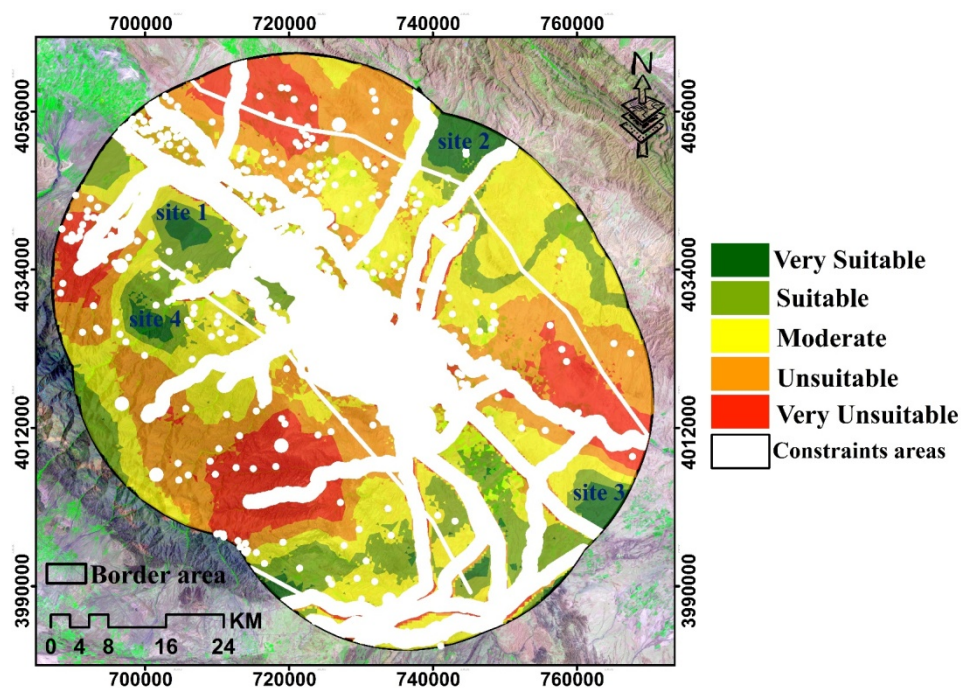 700000 720000 740000 760000
N
4056000 4056000
site 2
site 1
4034000 4034000
site 4
Very Suitable
Suitable
Moderate
Unsuitable
Very Unsuitable
Constraints areas
4012000 4012000
site 3
Border area
3990000 3990000
KM
0 4 8 16 24
700000 720000 740000 760000